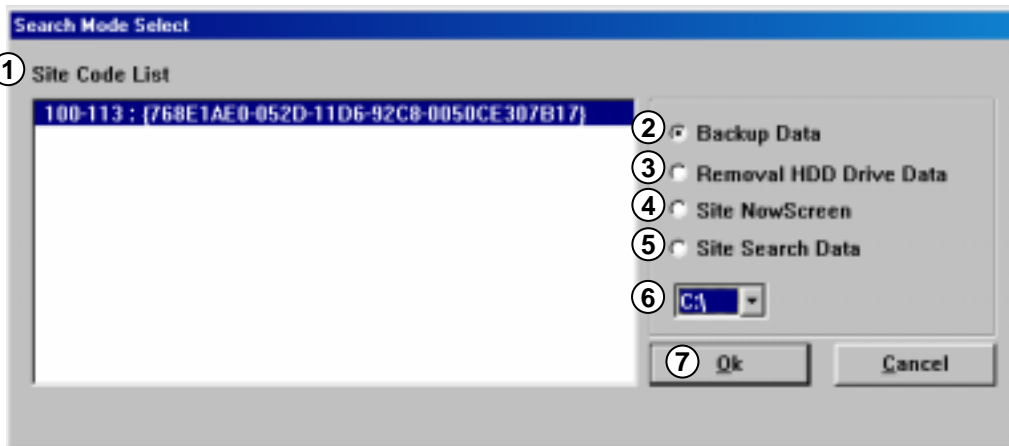 Search Mode Select
1 Site Code List
100-113 : {768E1AE0-052D-11D6-92C8-0050CE307B17}
2 Backup Data
3 Removal HDD Drive Data
4 Site NowScreen
5 Site Search Data
6 C:\
7 Ok Cancel